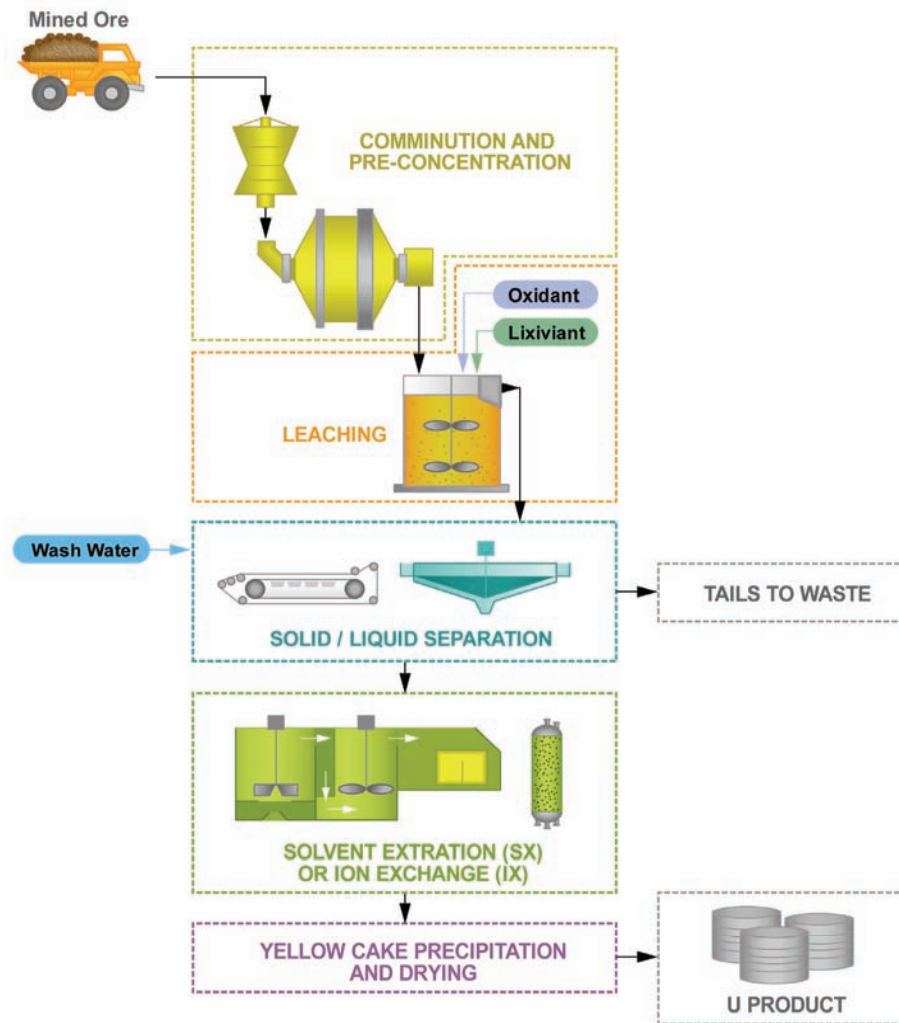 Mined Ore
COMMINUTION AND
PRE-CONCENTRATION
Oxidant
Lixiviant
LEACHING
Wash Water
SOLID / LIQUID SEPARATION
TAILS TO WASTE
SOLVENT EXTRATION (SX)
OR ION EXCHANGE (IX)
YELLOW CAKE PRECIPITATION
AND DRYING
U PRODUCT